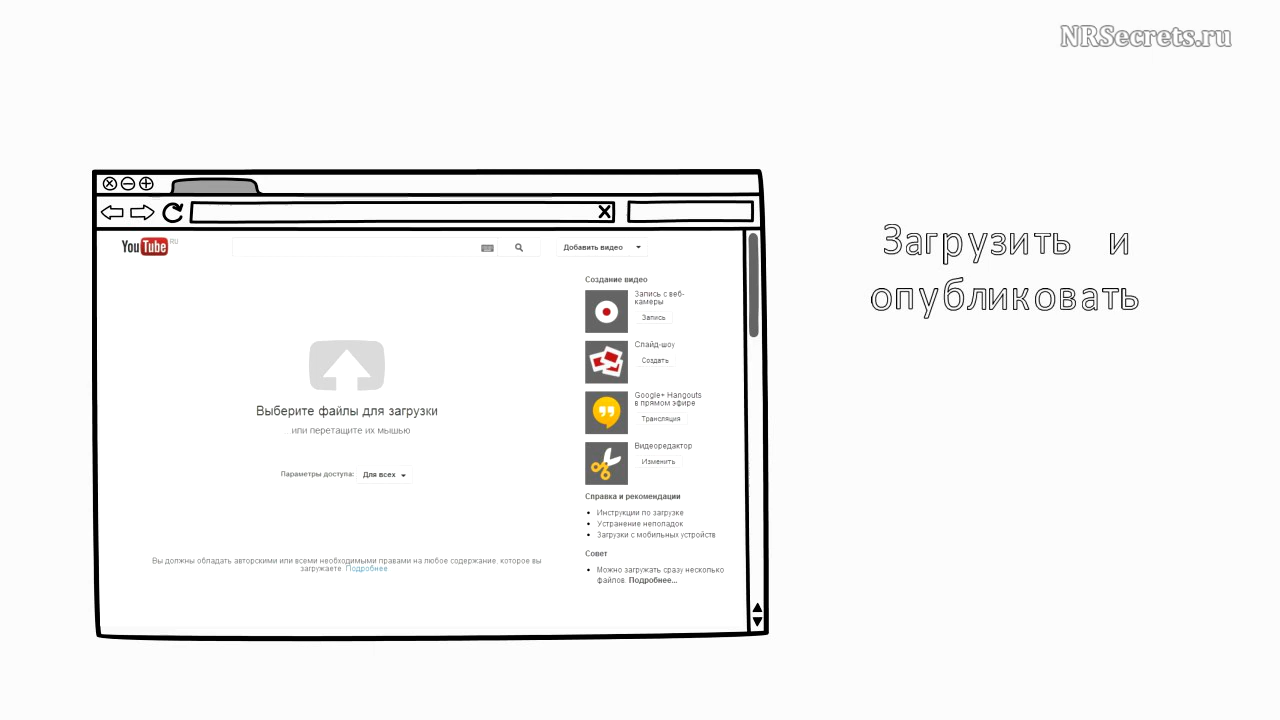 NRSecrets.ru
YouTube RU
Добавить видео
Загрузить и
опубликовать
Выберите файлы для загрузки
или перетащите их мышью
Параметры доступа: Для всех
Вы должны обладать авторскими или всеми необходимыми правами на любое содержание, которое вы
загружаете. Подробнее
Создание видео
Запись с веб-
камеры
Запись
Слайд-шоу
Создать
Google+ Hangouts
в прямом эфире
Трансляция
Видеоредактор
Изменить
Справка и рекомендации
Инструкции по загрузке
Устранение неполадок
Загрузки с мобильных устройств
Совет
Можно загружать сразу несколько
файлов. Подробнее...